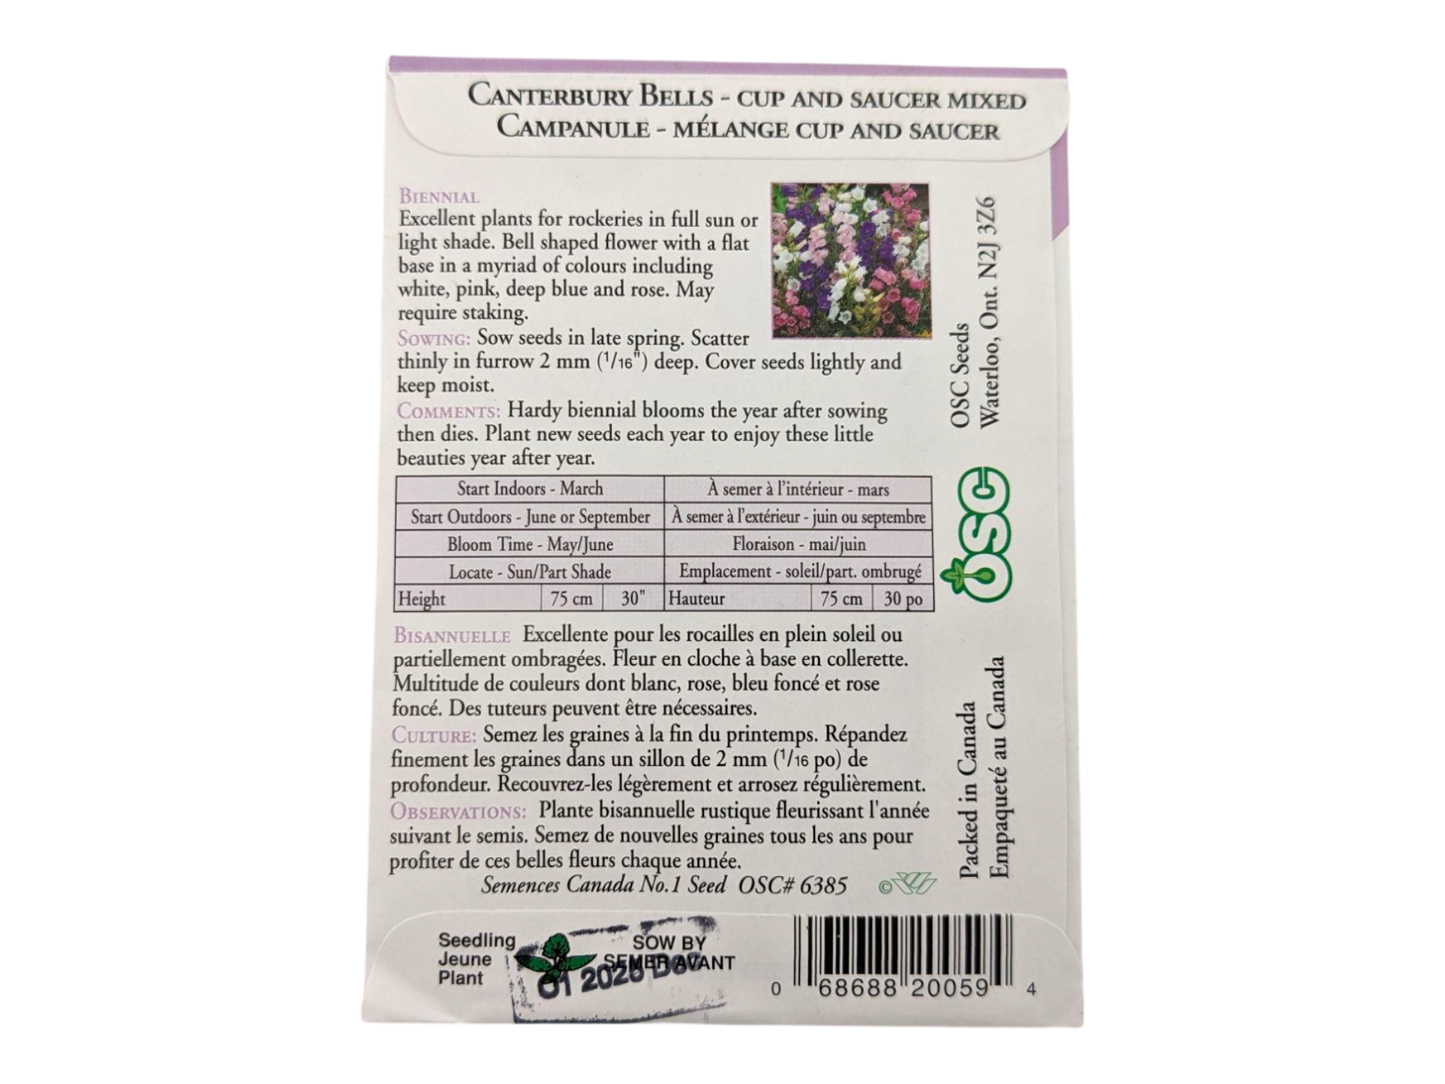 CANTERBURY BELLS - CUP AND SAUCER MIXED
CAMPANULE - MÉLANGE CUP AND SAUCER
BIENNIAL
Excellent plants for rockeries in full sun or
light shade. Bell shaped flower with a flat
base in a myriad of colours including
white, pink, deep blue and rose. May
require staking.
SOWING: Sow seeds in late spring. Scatter
thinly in furrow 2 mm (1/16") deep. Cover seeds lightly and
keep moist.
COMMENTS: Hardy biennial blooms the year after sowing
then dies. Plant new seeds each year to enjoy these little
beauties year after year.
Start Indoors - March À semer à l'intérieur - mars
Start Outdoors - June or September À semer à l'extérieur - juin ou septembre
Bloom Time - May/June Floraison - mai/juin
Locate - Sun/Part Shade Emplacement - soleil/part. ombrugé
Height 75 cm 30" Hauteur 75 cm 30 po
BISANNUELLE Excellente pour les rocailles en plein soleil ou
partiellement ombragées. Fleur en cloche à base en collerette.
Multitude de couleurs dont blanc, rose, bleu foncé et rose
foncé. Des tuteurs peuvent être nécessaires.
CULTURE: Semez les graines à la fin du printemps. Répandez
finement les graines dans un sillon de 2 mm (1/16 po) de
profondeur. Recouvrez-les légèrement et arrosez régulièrement.
OBSERVATIONS: Plante bisannuelle rustique fleurissant l'année
suivant le semis. Semez de nouvelles graines tous les ans pour
profiter de ces belles fleurs chaque année.
Semences Canada No.1 Seed OSC# 6385 ©
OSC Seeds
Waterloo, Ont. N2J 3Z6
OSC
Packed in Canada
Empaqueté au Canada
Seedling
Jeune
Plant
SOW BY
SEMER AVANT
01 Dec
0 68688 20059 4